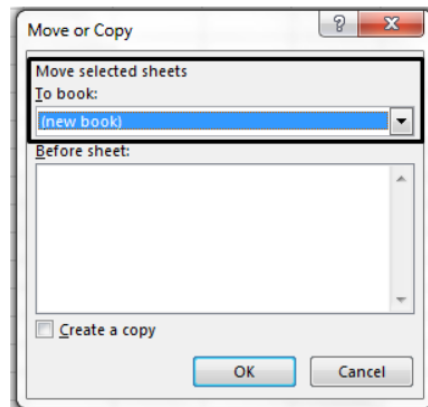 Move or Copy
Move selected sheets
To book:
(new book)
Before sheet:
Create a copy
OK Cancel